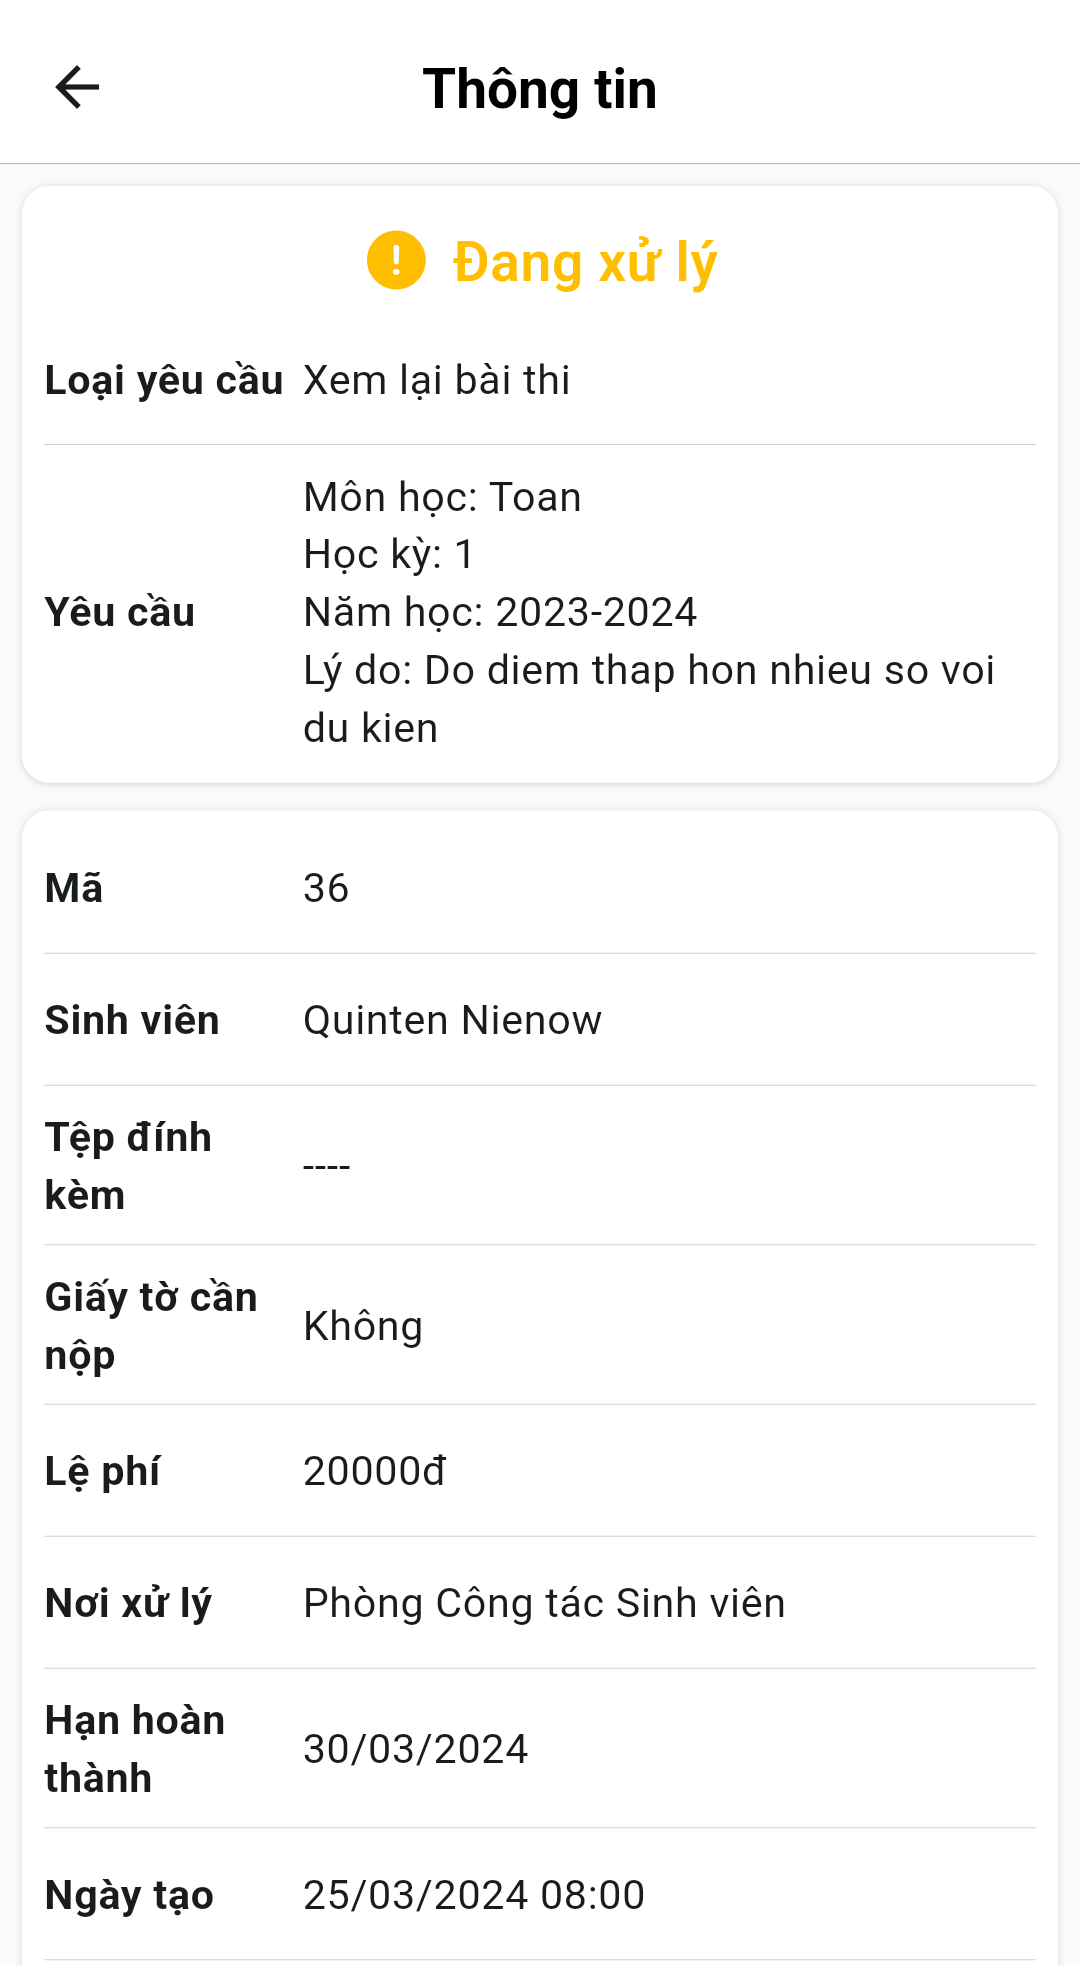 Thông tin
Đang xử lý
Loại yêu cầu Xem lại bài thi
Môn học: Toan
Học kỳ: 1
Yêu cầu Năm học: 2023-2024
Lý do: Do diem thap hon nhieu so voi
du kien
Mã 36
Sinh viên Quinten Nienow
Tệp đính
kèm
----
Giấy tờ cần
nộp
Không
Lệ phí 20000đ
Nơi xử lý Phòng Công tác Sinh viên
Hạn hoàn
thành
30/03/2024
Ngày tạo 25/03/2024 08:00